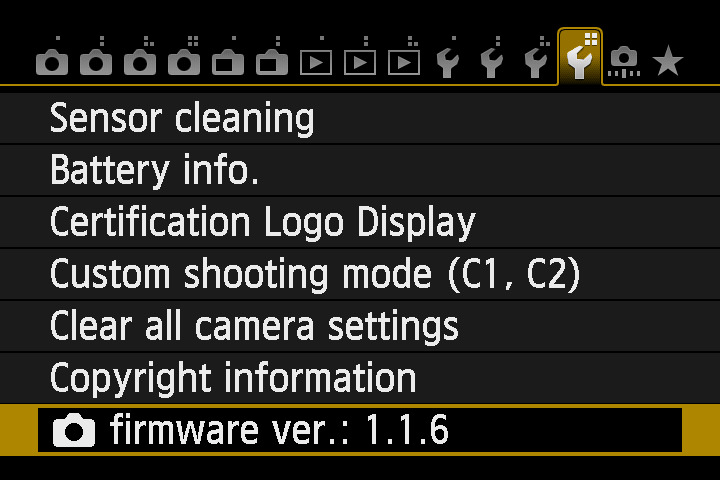 Sensor cleaning
Battery info.
Certification Logo Display
Custom shooting mode (C1, C2)
Clear all camera settings
Copyright information
firmware ver.: 1.1.6